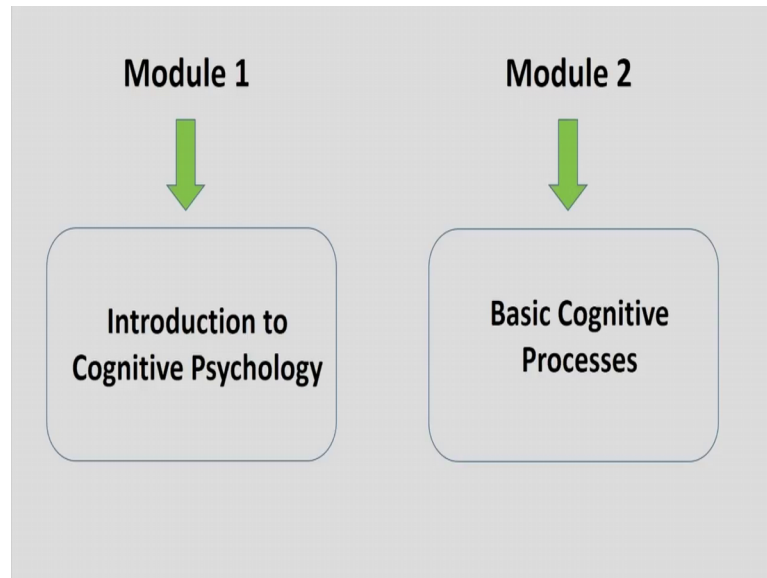 Module 1
Module 2
Introduction to
Cognitive Psychology
Basic Cognitive
Processes